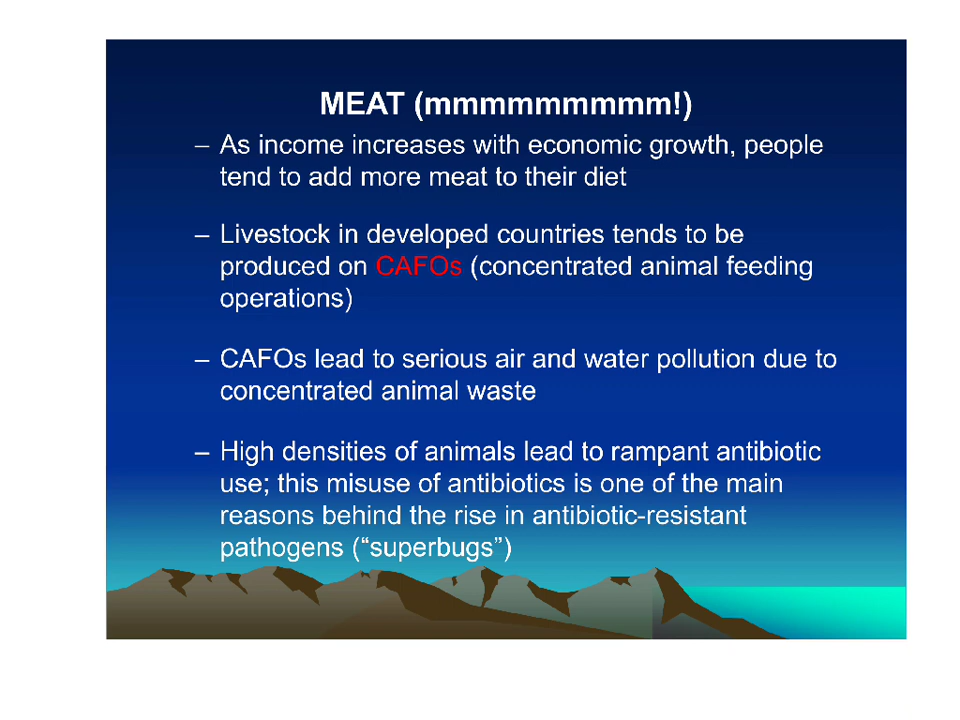 MEAT (mmmmmmmmm!)
– As income increases with economic growth, people
tend to add more meat to their diet
– Livestock in developed countries tends to be
produced on CAFOs (concentrated animal feeding
operations)
– CAFOs lead to serious air and water pollution due to
concentrated animal waste
– High densities of animals lead to rampant antibiotic
use; this misuse of antibiotics is one of the main
reasons behind the rise in antibiotic-resistant
pathogens (“superbugs”)